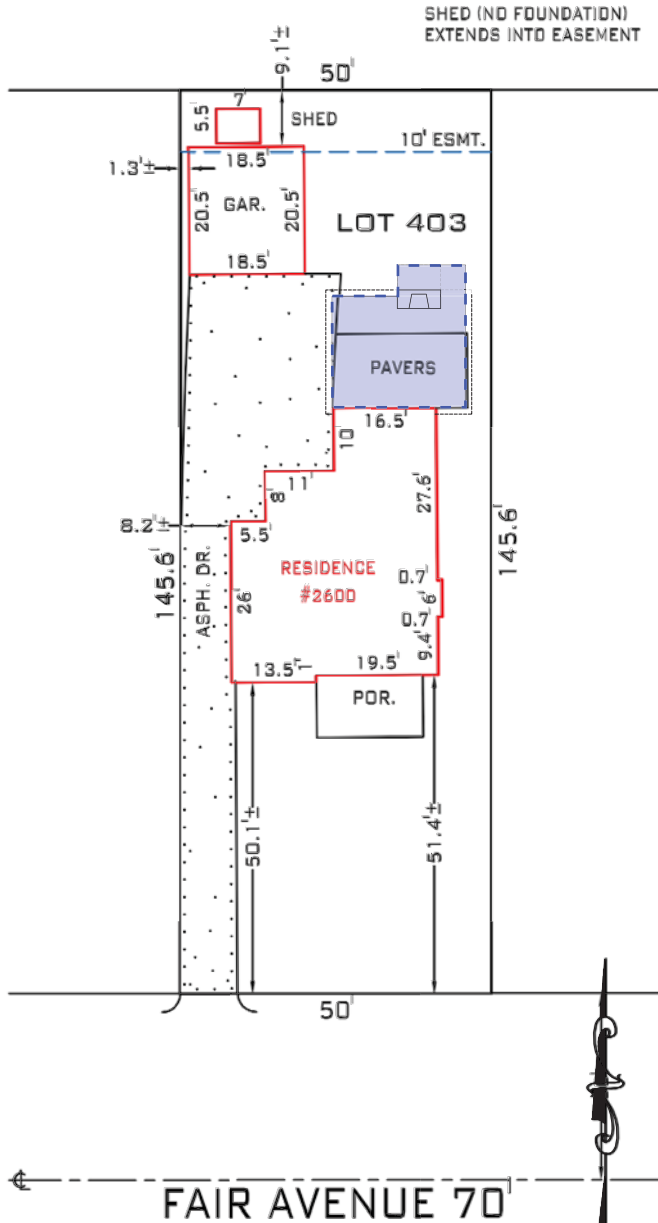 SHED (NO FOUNDATION)
EXTENDS INTO EASEMENT
9.1'±
50'
7'
5.5'
SHED
10' ESMT.
1.3'±
18.5'
20.5'
GAR.
20.5'
LOT 403
18.5'
PAVERS
16.5'
10'
11'
8'
27.6'
8.2'±
5.5'
145.6'
145.6'
ASPH. DR.
26'
RESIDENCE
#2600
0.7'
6'
0.7'
9.4'
13.5'
1'
19.5'
POR.
50.1'±
51.4'±
50'
℄
FAIR AVENUE 70'